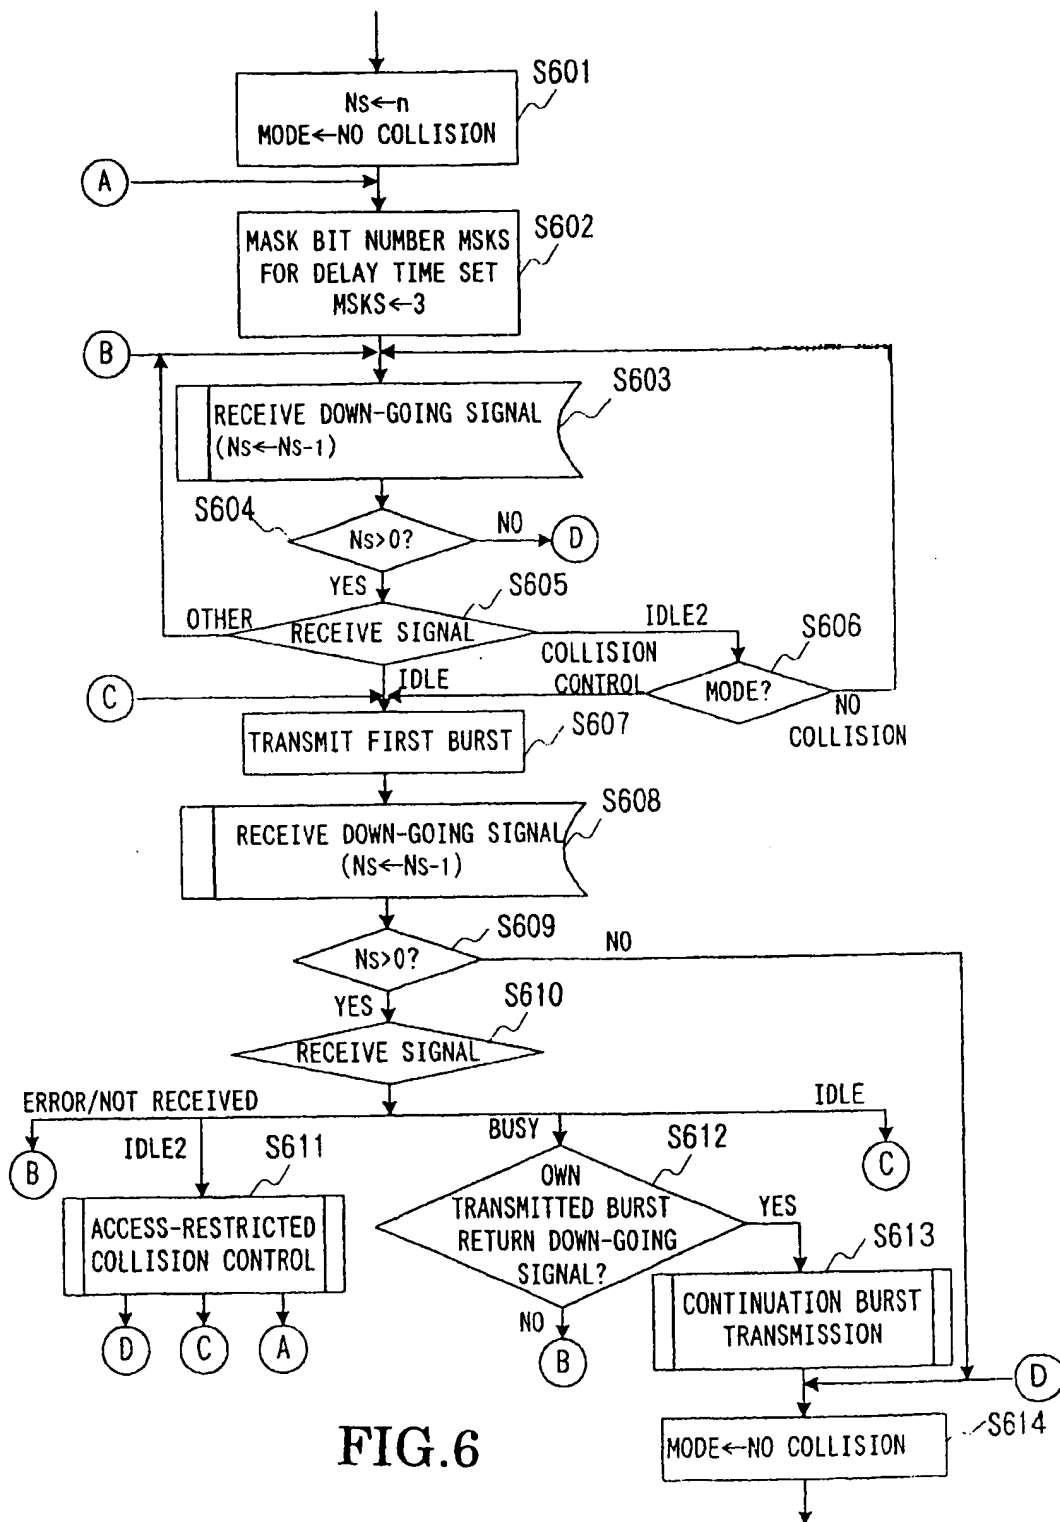 S601
Ns←n
MODE←NO COLLISION
A
S602
MASK BIT NUMBER MSKS
FOR DELAY TIME SET
MSKS←3
B
S603
RECEIVE DOWN-GOING SIGNAL
(Ns←Ns-1)
S604
Ns>0?
NO
D
YES
S605
OTHER
RECEIVE SIGNAL
IDLE2
S606
COLLISION
CONTROL
MODE?
IDLE
C
NO
COLLISION
S607
TRANSMIT FIRST BURST
S608
RECEIVE DOWN-GOING SIGNAL
(Ns←Ns-1)
S609
Ns>0?
NO
YES
S610
RECEIVE SIGNAL
ERROR/NOT RECEIVED
IDLE
BUSY
IDLE2
S611
S612
B
C
OWN
TRANSMITTED BURST
RETURN DOWN-GOING
SIGNAL?
YES
ACCESS-RESTRICTED
COLLISION CONTROL
S613
CONTINUATION BURST
TRANSMISSION
NO
D
C
A
B
D
MODE←NO COLLISION
S614
FIG.6